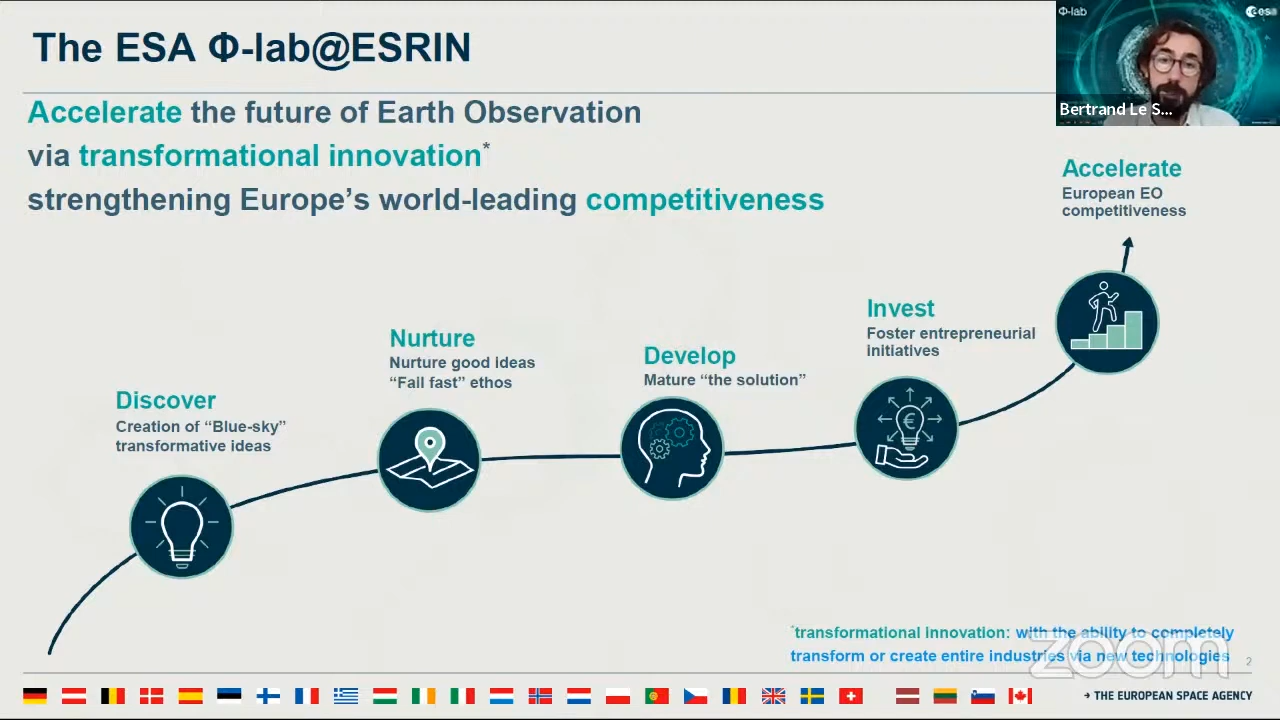 The ESA Φ-lab@ESRIN
Φ-lab
esa
Bertrand Le S...
Accelerate the future of Earth Observation
via transformational innovation*
strengthening Europe's world-leading competitiveness
Accelerate
European EO
competitiveness
Invest
Foster entrepreneurial
initiatives
Nurture
Nurture good ideas
“Fail fast” ethos
Develop
Mature “the solution”
Discover
Creation of “Blue-sky”
transformative ideas
€
*transformational innovation: with the ability to completely
transform or create entire industries via new technologies
zoom
2
→ THE EUROPEAN SPACE AGENCY